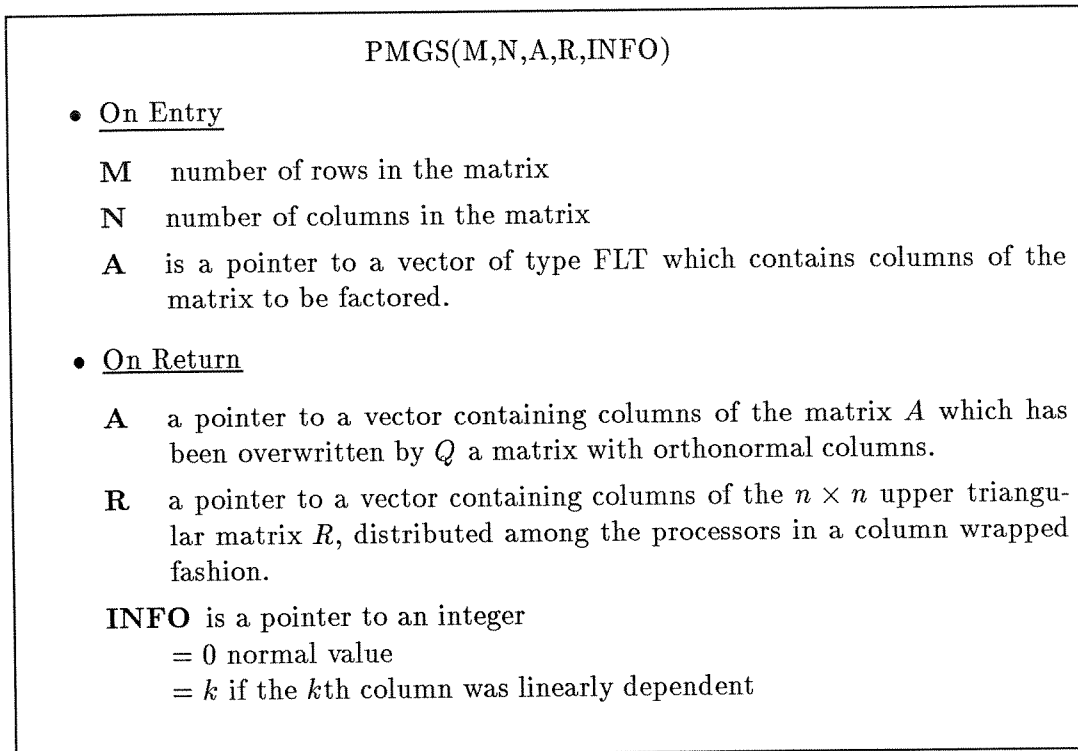 PMGS(M,N,A,R,INFO)
• On Entry
M number of rows in the matrix
N number of columns in the matrix
A is a pointer to a vector of type FLT which contains columns of the
matrix to be factored.
• On Return
A a pointer to a vector containing columns of the matrix A which has
been overwritten by Q a matrix with orthonormal columns.
R a pointer to a vector containing columns of the n × n upper triangu-
lar matrix R, distributed among the processors in a column wrapped
fashion.
INFO is a pointer to an integer
= 0 normal value
= k if the kth column was linearly dependent